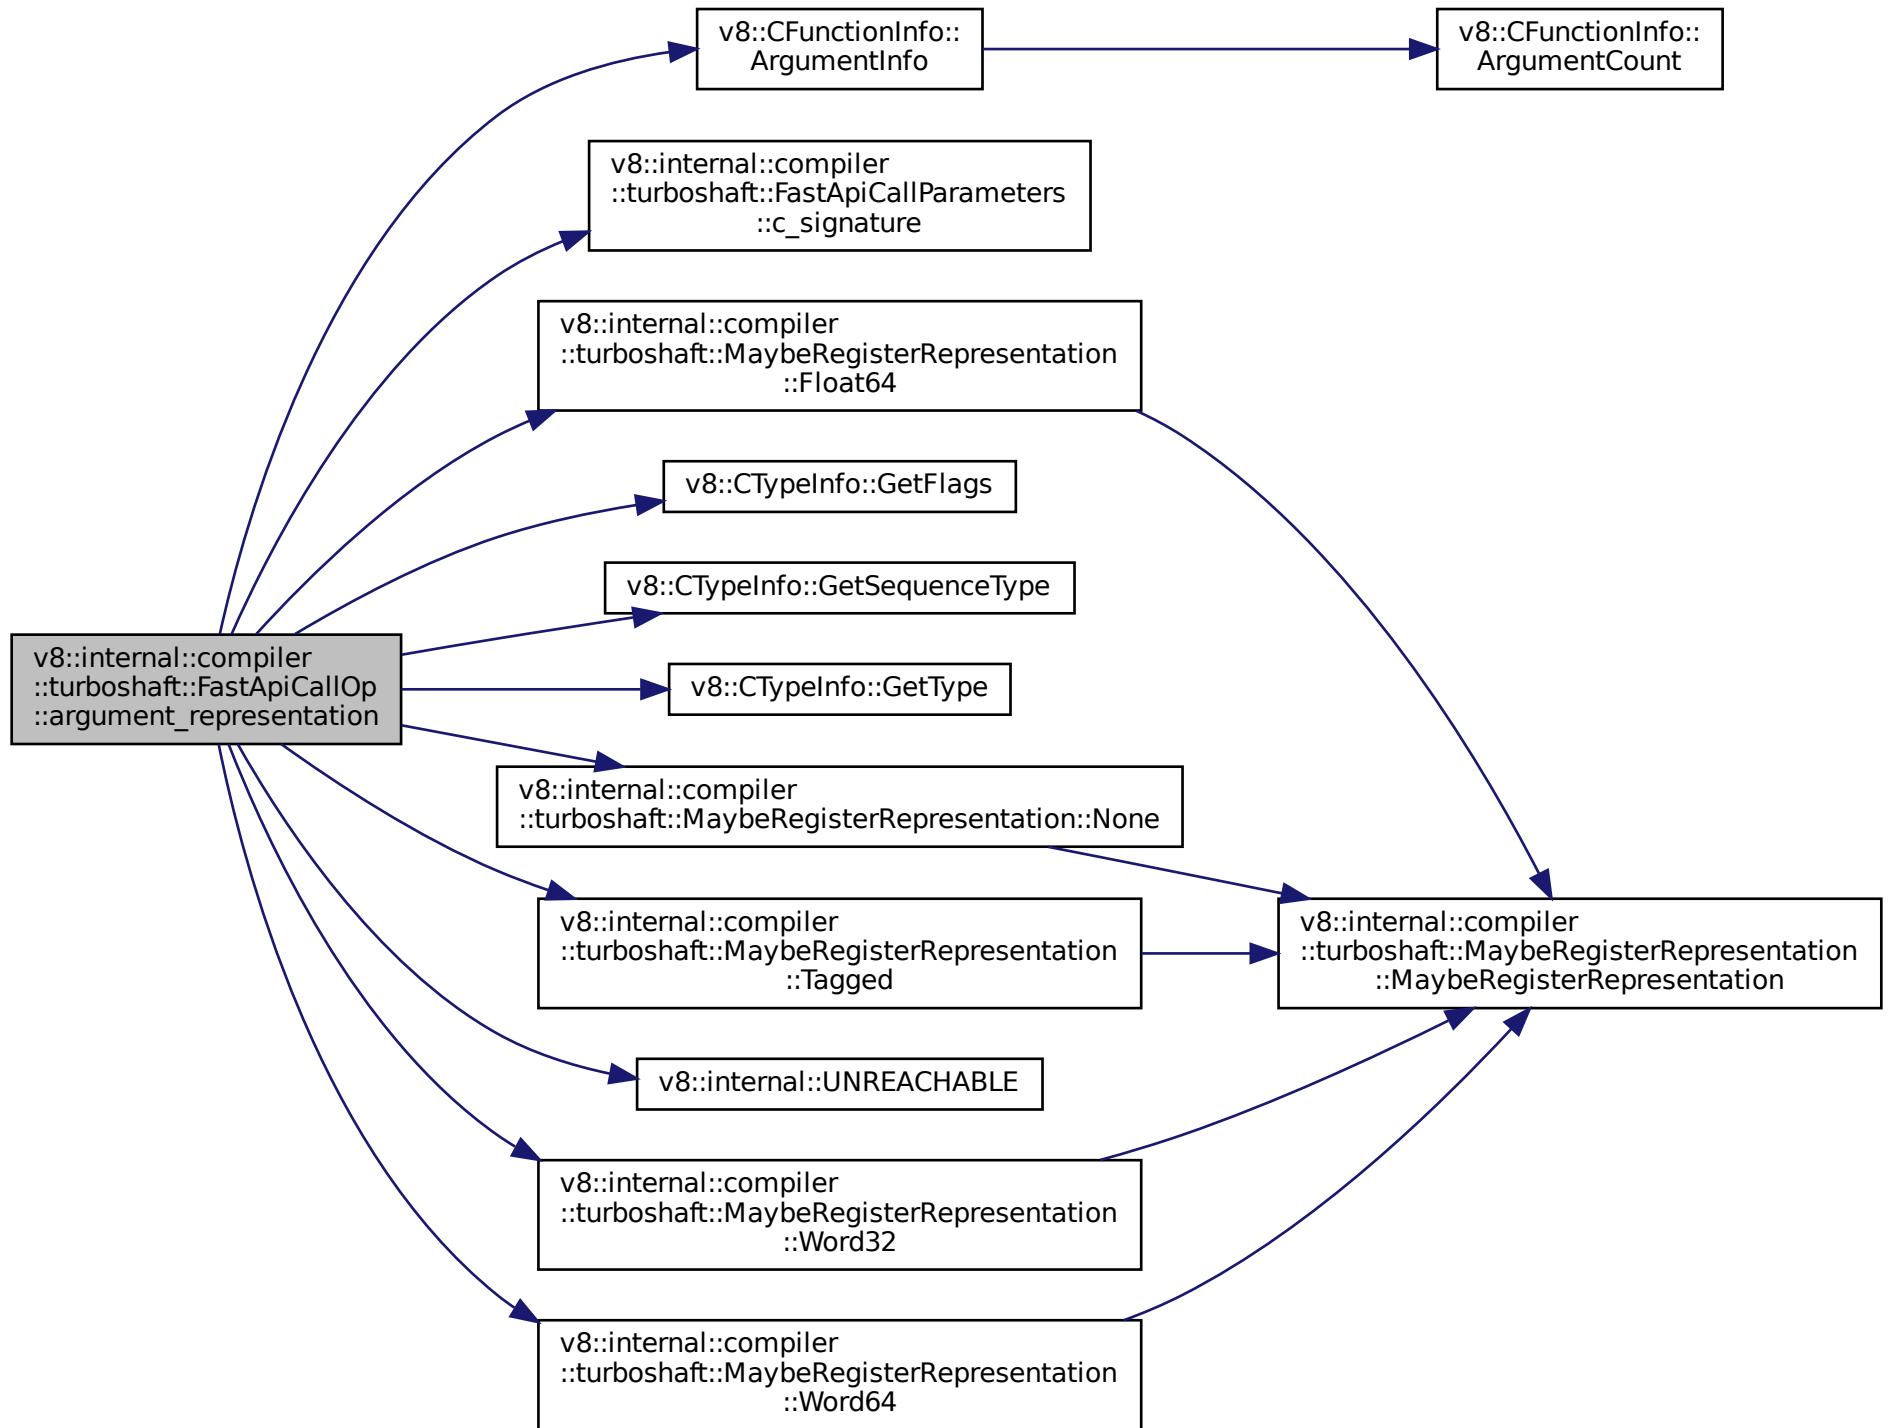 v8::CFunctionInfo::
ArgumentInfo
v8::CFunctionInfo::
ArgumentCount
v8::internal::compiler
::turboshaft::FastApiCallParameters
::c_signature
v8::internal::compiler
::turboshaft::MaybeRegisterRepresentation
::Float64
v8::CTypeInfo::GetFlags
v8::CTypeInfo::GetSequenceType
v8::internal::compiler
::turboshaft::FastApiCallOp
::argument_representation
v8::CTypeInfo::GetType
v8::internal::compiler
::turboshaft::MaybeRegisterRepresentation::None
v8::internal::compiler
::turboshaft::MaybeRegisterRepresentation
::Tagged
v8::internal::compiler
::turboshaft::MaybeRegisterRepresentation
::MaybeRegisterRepresentation
v8::internal::UNREACHABLE
v8::internal::compiler
::turboshaft::MaybeRegisterRepresentation
::Word32
v8::internal::compiler
::turboshaft::MaybeRegisterRepresentation
::Word64